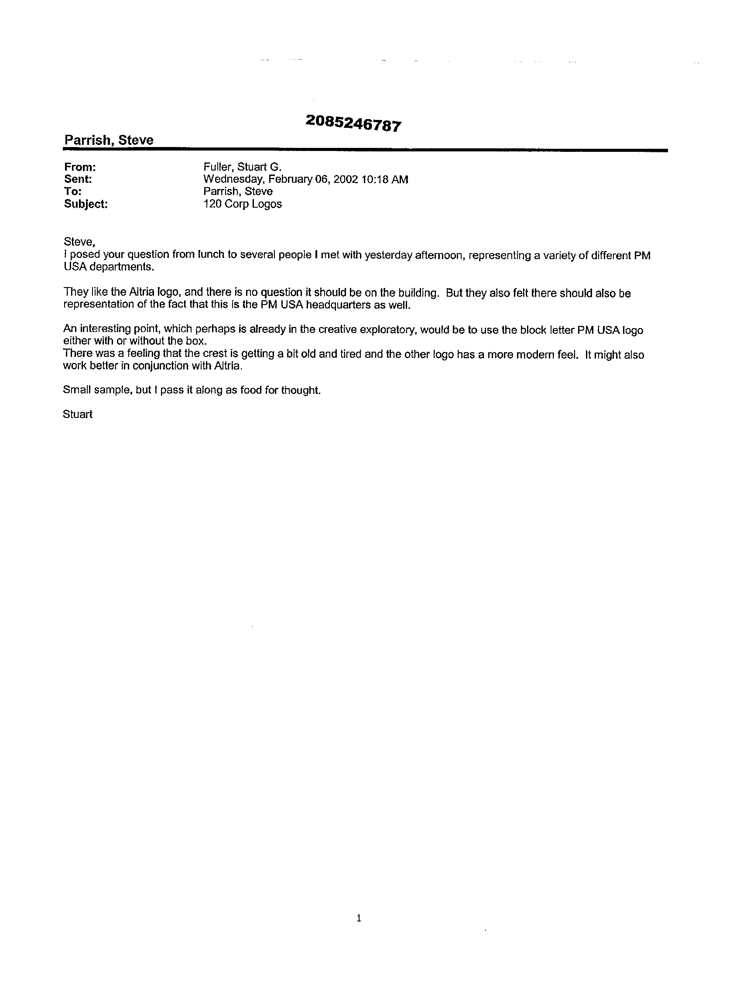 2085246787
Parrish, Steve
From: Fuller, Stuart G.
Sent: Wednesday, February 06, 2002 10:18 AM
To: Parrish, Steve
Subject: 120 Corp Logos
Steve,
I posed your question from lunch to several people I met with yesterday afternoon, representing a variety of different PM
USA departments.
They like the Altria logo, and there is no question it should be on the building.  But they also felt there should also be
representation of the fact that this is the PM USA headquarters as well.
An interesting point, which perhaps is already in the creative exploratory, would be to use the block letter PM USA logo
either with or without the box.
There was a feeling that the crest is getting a bit old and tired and the other logo has a more modern feel.  It might also
work better in conjunction with Altria.
Small sample, but I pass it along as food for thought.
Stuart
1